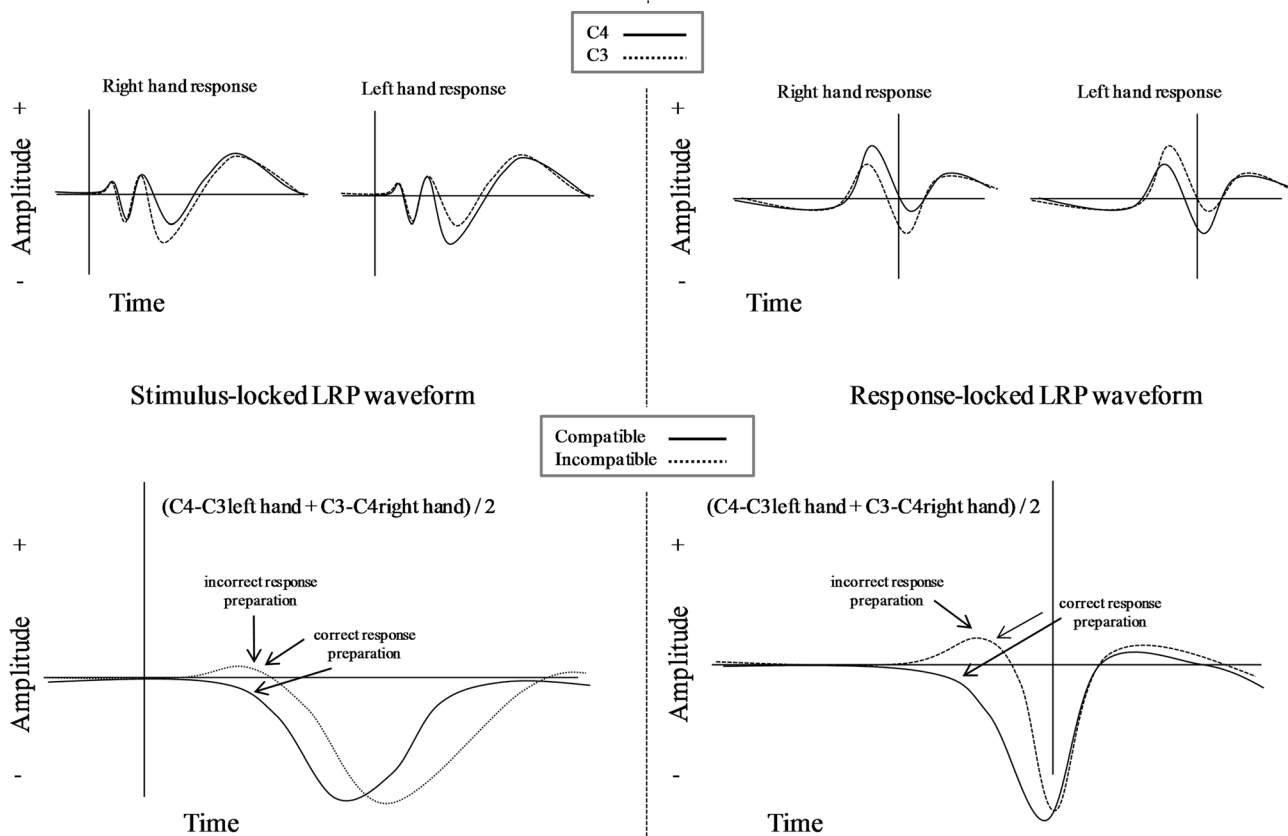 C4
C3
Right hand response
Left hand response
+
Amplitude
-
Time
Right hand response
Left hand response
+
Amplitude
-
Time
Stimulus-locked LRP waveform
Response-locked LRP waveform
Compatible
Incompatible
(C4-C3left hand + C3-C4right hand) / 2
+
Amplitude
-
incorrect response
preparation
correct response
preparation
Time
(C4-C3left hand + C3-C4right hand) / 2
+
Amplitude
-
incorrect response
preparation
correct response
preparation
Time